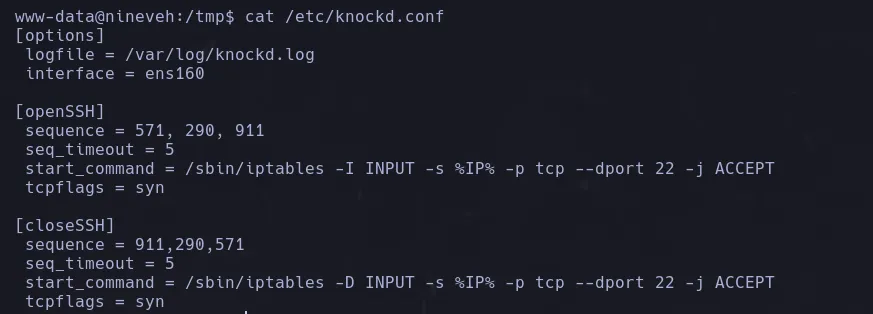 www-data@nineveh:/tmp$ cat /etc/knockd.conf
[options]
logfile = /var/log/knockd.log
interface = ens160
[openSSH]
sequence = 571, 290, 911
seq_timeout = 5
start_command = /sbin/iptables -I INPUT -s %IP% -p tcp --dport 22 -j ACCEPT
tcpflags = syn
[closeSSH]
sequence = 911,290,571
seq_timeout = 5
start_command = /sbin/iptables -D INPUT -s %IP% -p tcp --dport 22 -j ACCEPT
tcpflags = syn